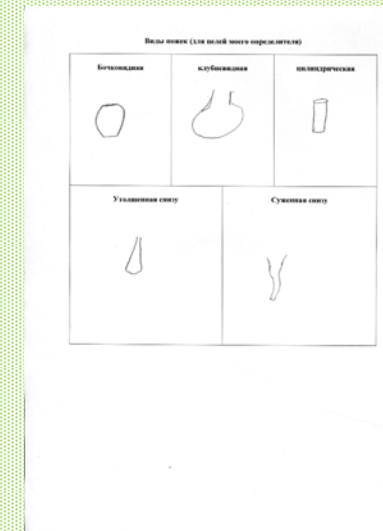 Виды ножек (для целей моего определителя)
Бочковидная клубневидная цилиндрическая
Утолщенная снизу Суженная снизу